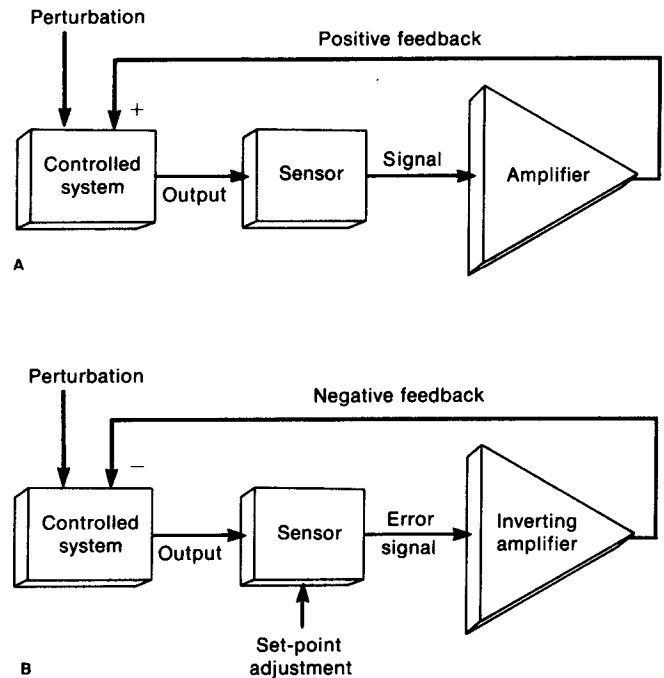 Perturbation
Positive feedback
+
Controlled
system
Output
Sensor
Signal
Amplifier
A
Perturbation
Negative feedback
−
Controlled
system
Output
Sensor
Error
signal
Inverting
amplifier
Set-point
adjustment
B